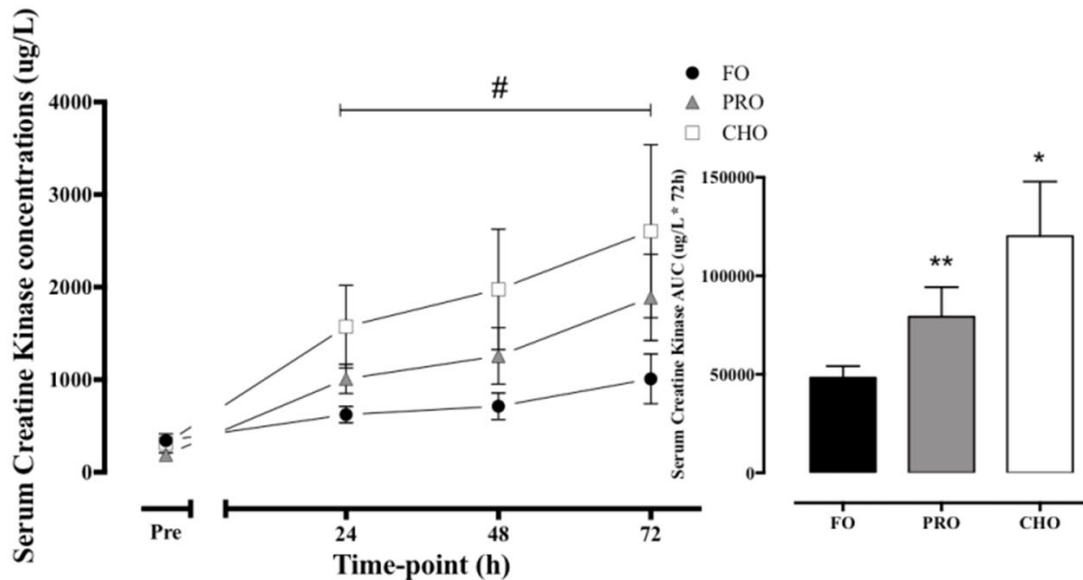 Serum Creatine Kinase concentrations (ug/L)
4000
3000
2000
1000
0
#
FO
PRO
CHO
Pre
24
48
72
Time-point (h)
Serum Creatine Kinase AUC (ug/L * 72h)
150000
100000
50000
0
**
*
FO
PRO
CHO